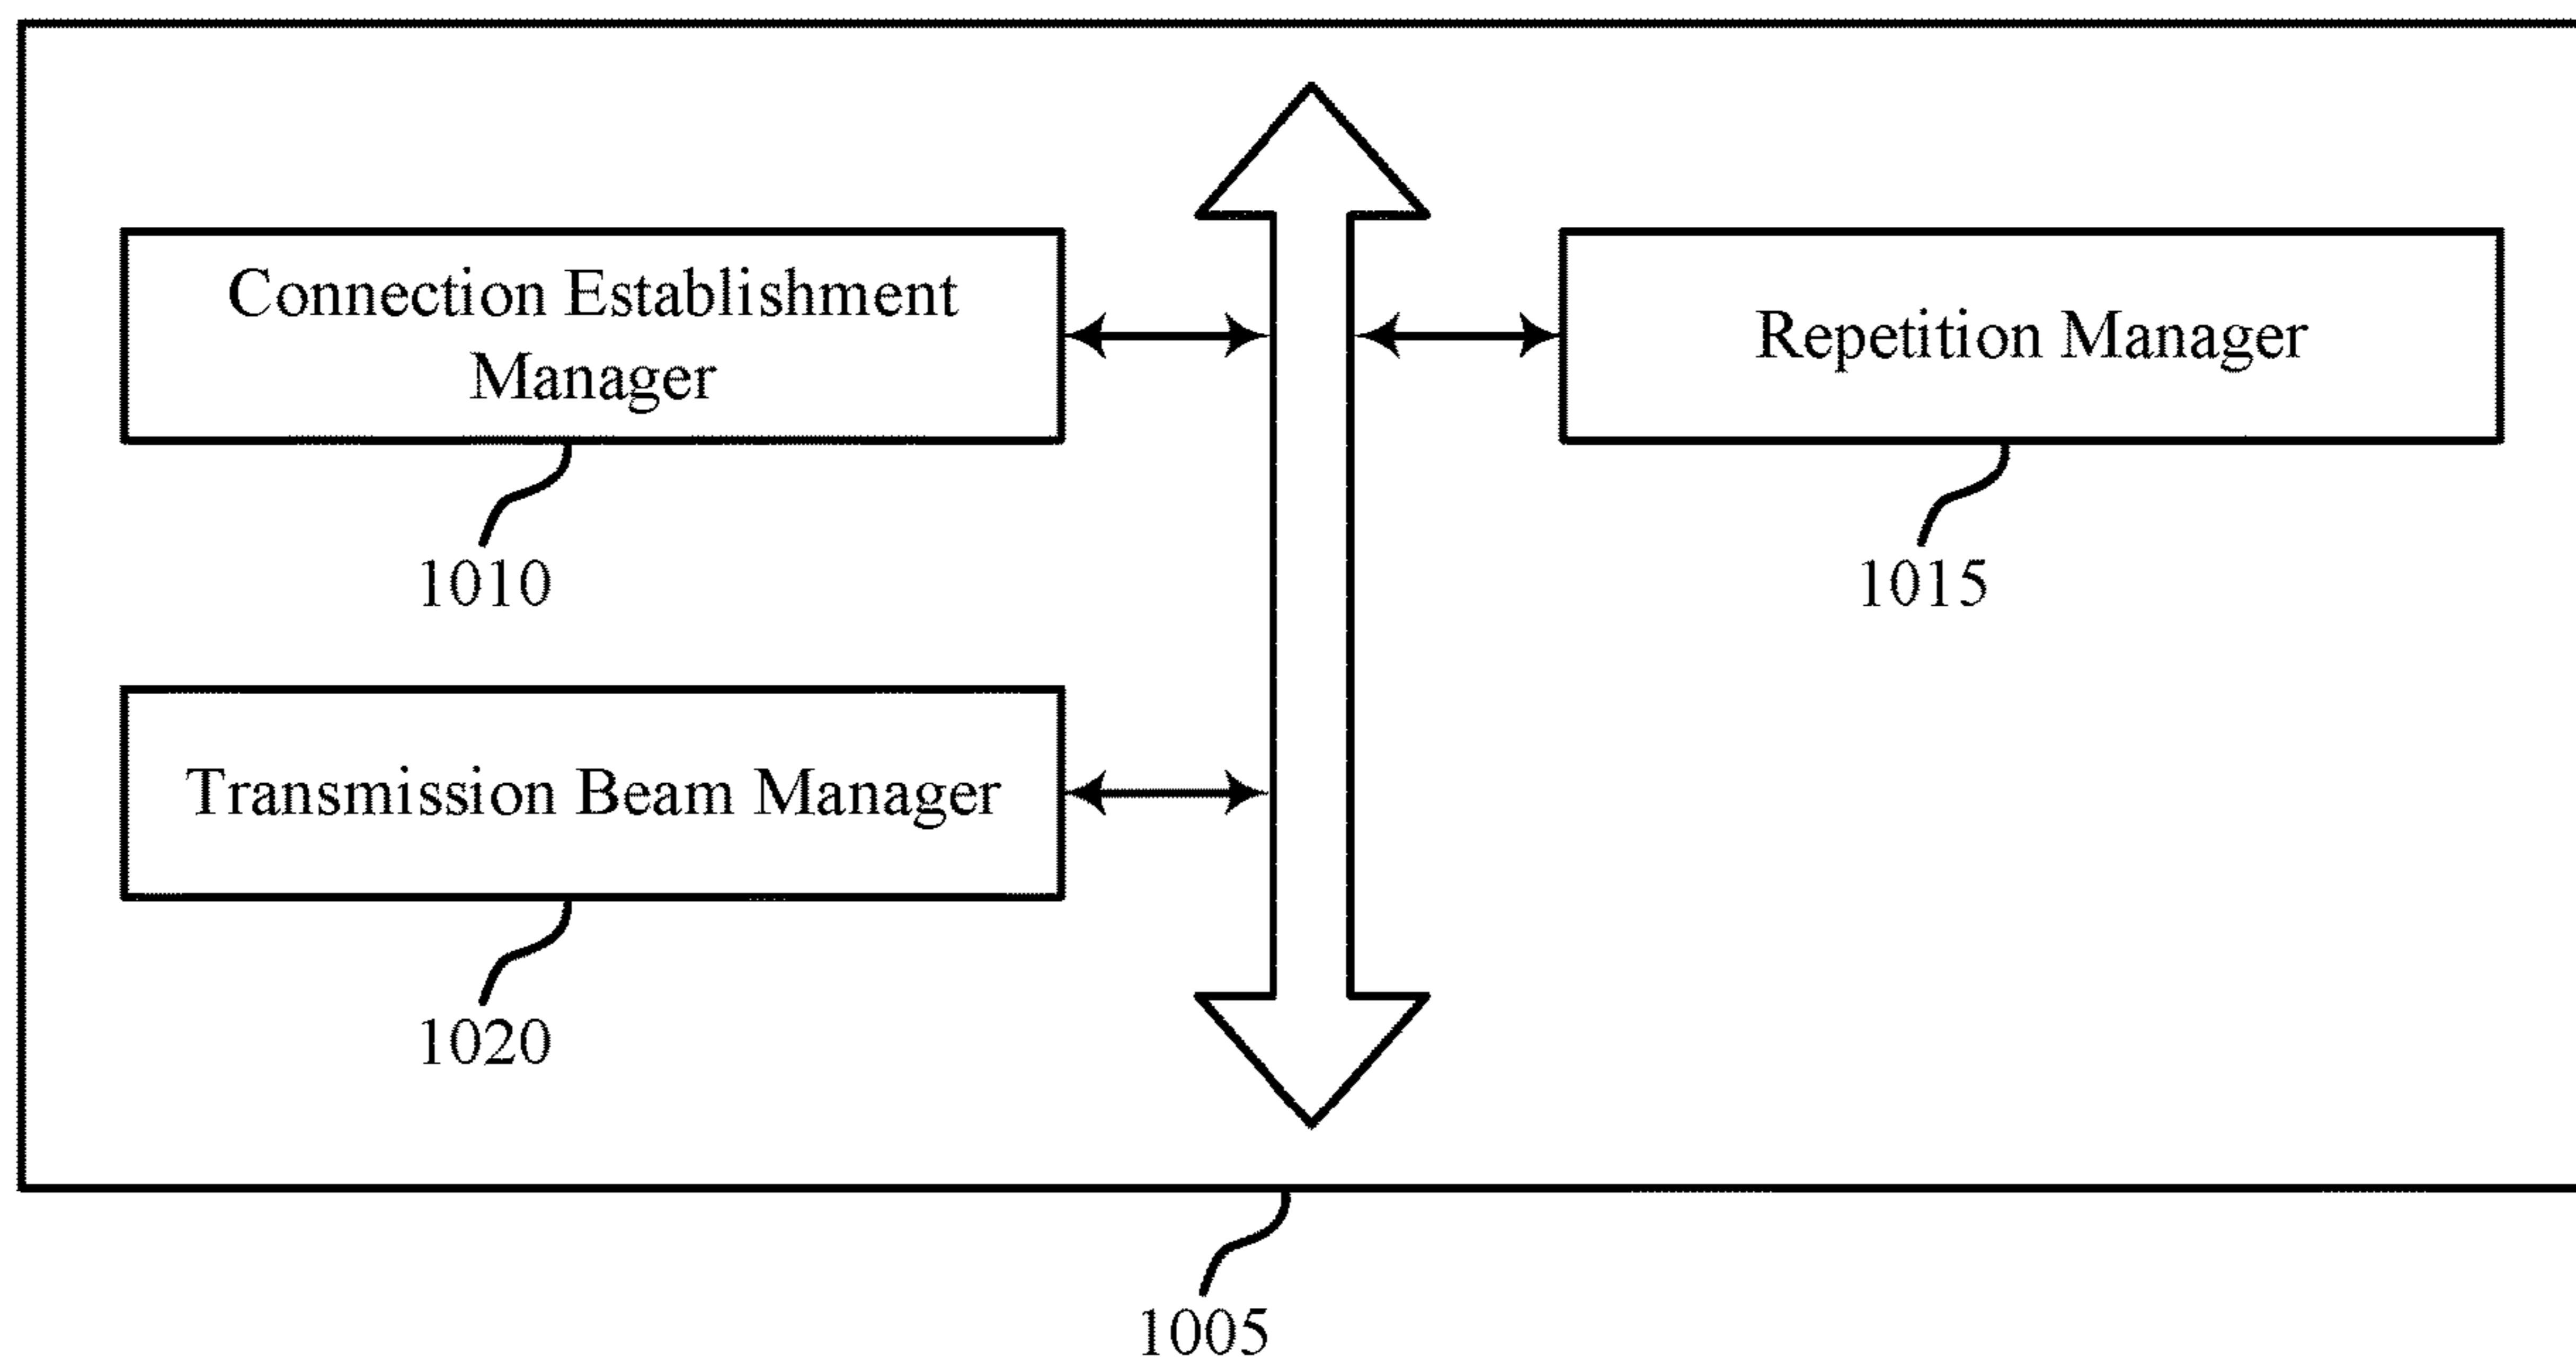 Connection Establishment
Manager
Repetition Manager
1010
1015
Transmission Beam Manager
1020
1005